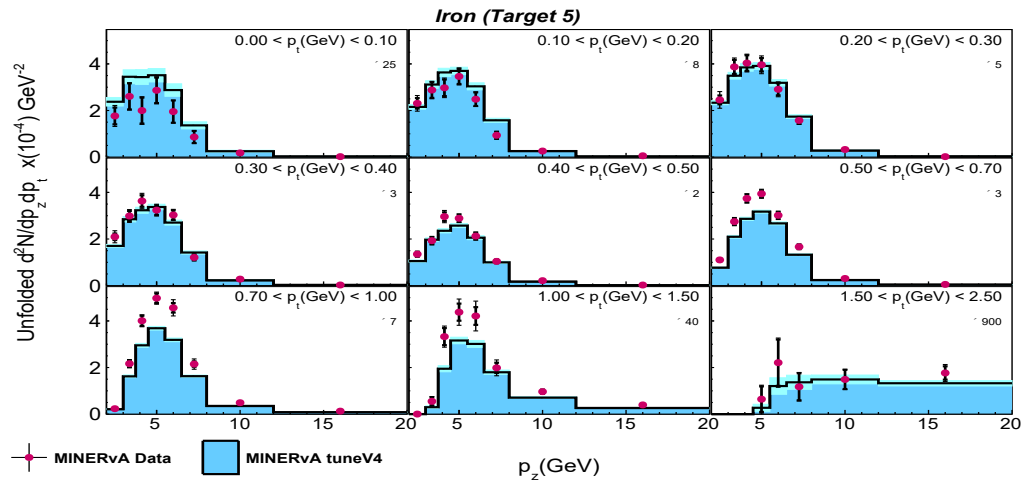 Iron (Target 5)
Unfolded d²N/dp_z dp_t x(10⁻⁴) GeV⁻²
0.00 < p_t(GeV) < 0.10
´ 25
0.10 < p_t(GeV) < 0.20
´ 8
0.20 < p_t(GeV) < 0.30
´ 5
4
2
0
0.30 < p_t(GeV) < 0.40
´ 3
0.40 < p_t(GeV) < 0.50
´ 2
0.50 < p_t(GeV) < 0.70
´ 3
4
2
0
0.70 < p_t(GeV) < 1.00
´ 7
1.00 < p_t(GeV) < 1.50
´ 40
1.50 < p_t(GeV) < 2.50
´ 900
4
2
0
5 10 15 20 5 10 15 20 5 10 15 20
MINERvA Data
MINERvA tuneV4
p_z(GeV)